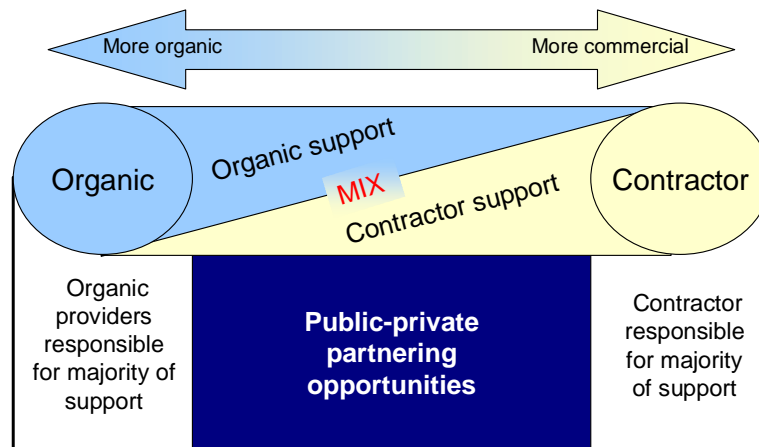 More organic
More commercial
Organic
Organic support
MIX
Contractor support
Contractor
Organic
providers
responsible
for majority of
support
Public-private
partnering
opportunities
Contractor
responsible
for majority
of support